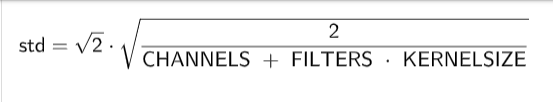 std = √2 · √(2 / (CHANNELS + FILTERS · KERNELSIZE))